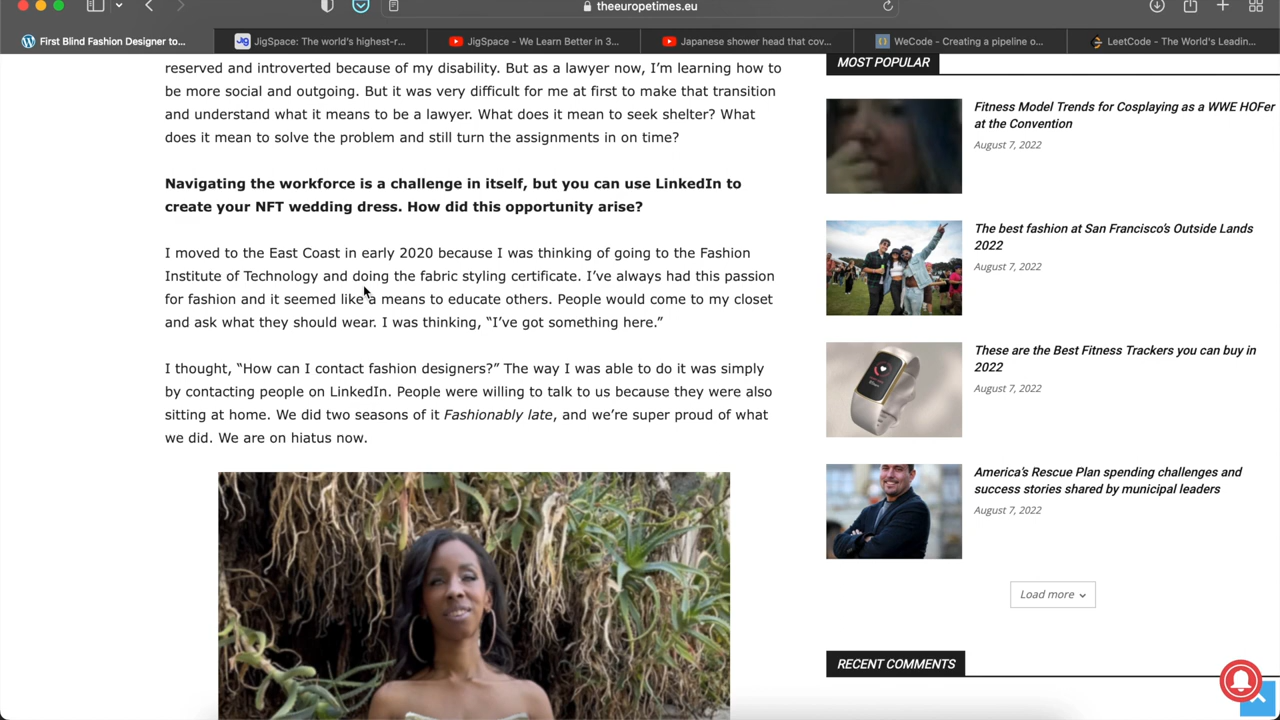 theeuropetimes.eu
First Blind Fashion Designer to...
JigSpace: The world's highest-r...
JigSpace - We Learn Better in 3...
Japanese shower head that cov...
WeCode - Creating a pipeline o...
LeetCode - The World's Leadin...
reserved and introverted because of my disability. But as a lawyer now, I'm learning how to
be more social and outgoing. But it was very difficult for me at first to make that transition
and understand what it means to be a lawyer. What does it mean to seek shelter? What
does it mean to solve the problem and still turn the assignments in on time?
Navigating the workforce is a challenge in itself, but you can use LinkedIn to
create your NFT wedding dress. How did this opportunity arise?
I moved to the East Coast in early 2020 because I was thinking of going to the Fashion
Institute of Technology and doing the fabric styling certificate. I've always had this passion
for fashion and it seemed like a means to educate others. People would come to my closet
and ask what they should wear. I was thinking, “I've got something here.”
I thought, “How can I contact fashion designers?” The way I was able to do it was simply
by contacting people on LinkedIn. People were willing to talk to us because they were also
sitting at home. We did two seasons of it Fashionably late, and we're super proud of what
we did. We are on hiatus now.
MOST POPULAR
Fitness Model Trends for Cosplaying as a WWE HOFer
at the Convention
August 7, 2022
The best fashion at San Francisco's Outside Lands
2022
August 7, 2022
These are the Best Fitness Trackers you can buy in
2022
August 7, 2022
America's Rescue Plan spending challenges and
success stories shared by municipal leaders
August 7, 2022
Load more
RECENT COMMENTS